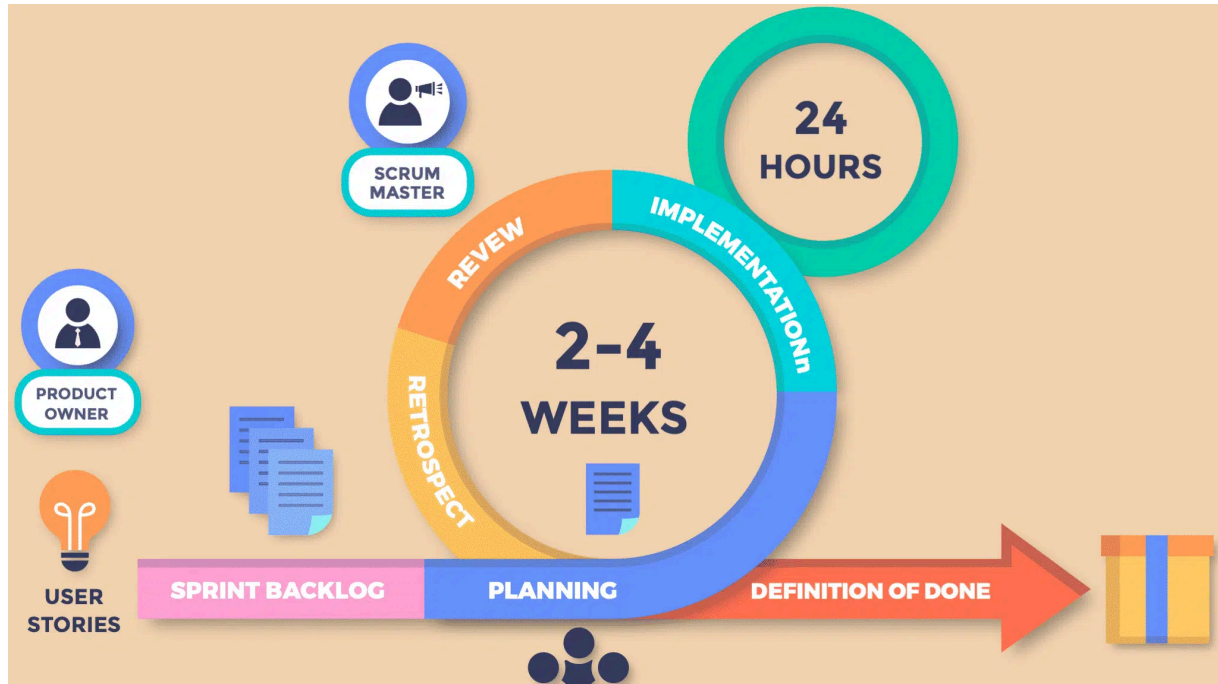 24
HOURS
SCRUM
MASTER
REVEW
IMPLEMENTATIONn
2-4
WEEKS
PRODUCT
OWNER
RETROSPECT
USER
STORIES
SPRINT BACKLOG
PLANNING
DEFINITION OF DONE